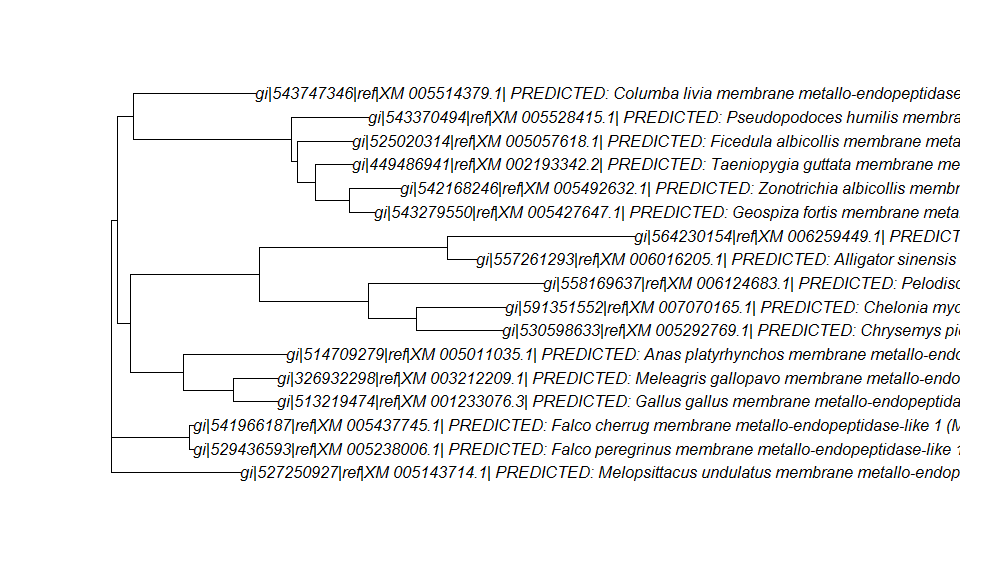 gi|543747346|ref|XM 005514379.1| PREDICTED: Columba livia membrane metallo-endopeptidase
gi|543370494|ref|XM 005528415.1| PREDICTED: Pseudopodoces humilis membra
gi|525020314|ref|XM 005057618.1| PREDICTED: Ficedula albicollis membrane meta
gi|449486941|ref|XM 002193342.2| PREDICTED: Taeniopygia guttata membrane me
gi|542168246|ref|XM 005492632.1| PREDICTED: Zonotrichia albicollis membr
gi|543279550|ref|XM 005427647.1| PREDICTED: Geospiza fortis membrane meta
gi|564230154|ref|XM 006259449.1| PREDICT
gi|557261293|ref|XM 006016205.1| PREDICTED: Alligator sinensis
gi|558169637|ref|XM 006124683.1| PREDICTED: Pelodisc
gi|591351552|ref|XM 007070165.1| PREDICTED: Chelonia myc
gi|530598633|ref|XM 005292769.1| PREDICTED: Chrysemys pi
gi|514709279|ref|XM 005011035.1| PREDICTED: Anas platyrhynchos membrane metallo-endo
gi|326932298|ref|XM 003212209.1| PREDICTED: Meleagris gallopavo membrane metallo-endo
gi|513219474|ref|XM 001233076.3| PREDICTED: Gallus gallus membrane metallo-endopeptida
gi|541966187|ref|XM 005437745.1| PREDICTED: Falco cherrug membrane metallo-endopeptidase-like 1 (M
gi|529436593|ref|XM 005238006.1| PREDICTED: Falco peregrinus membrane metallo-endopeptidase-like 1
gi|527250927|ref|XM 005143714.1| PREDICTED: Melopsittacus undulatus membrane metallo-endop